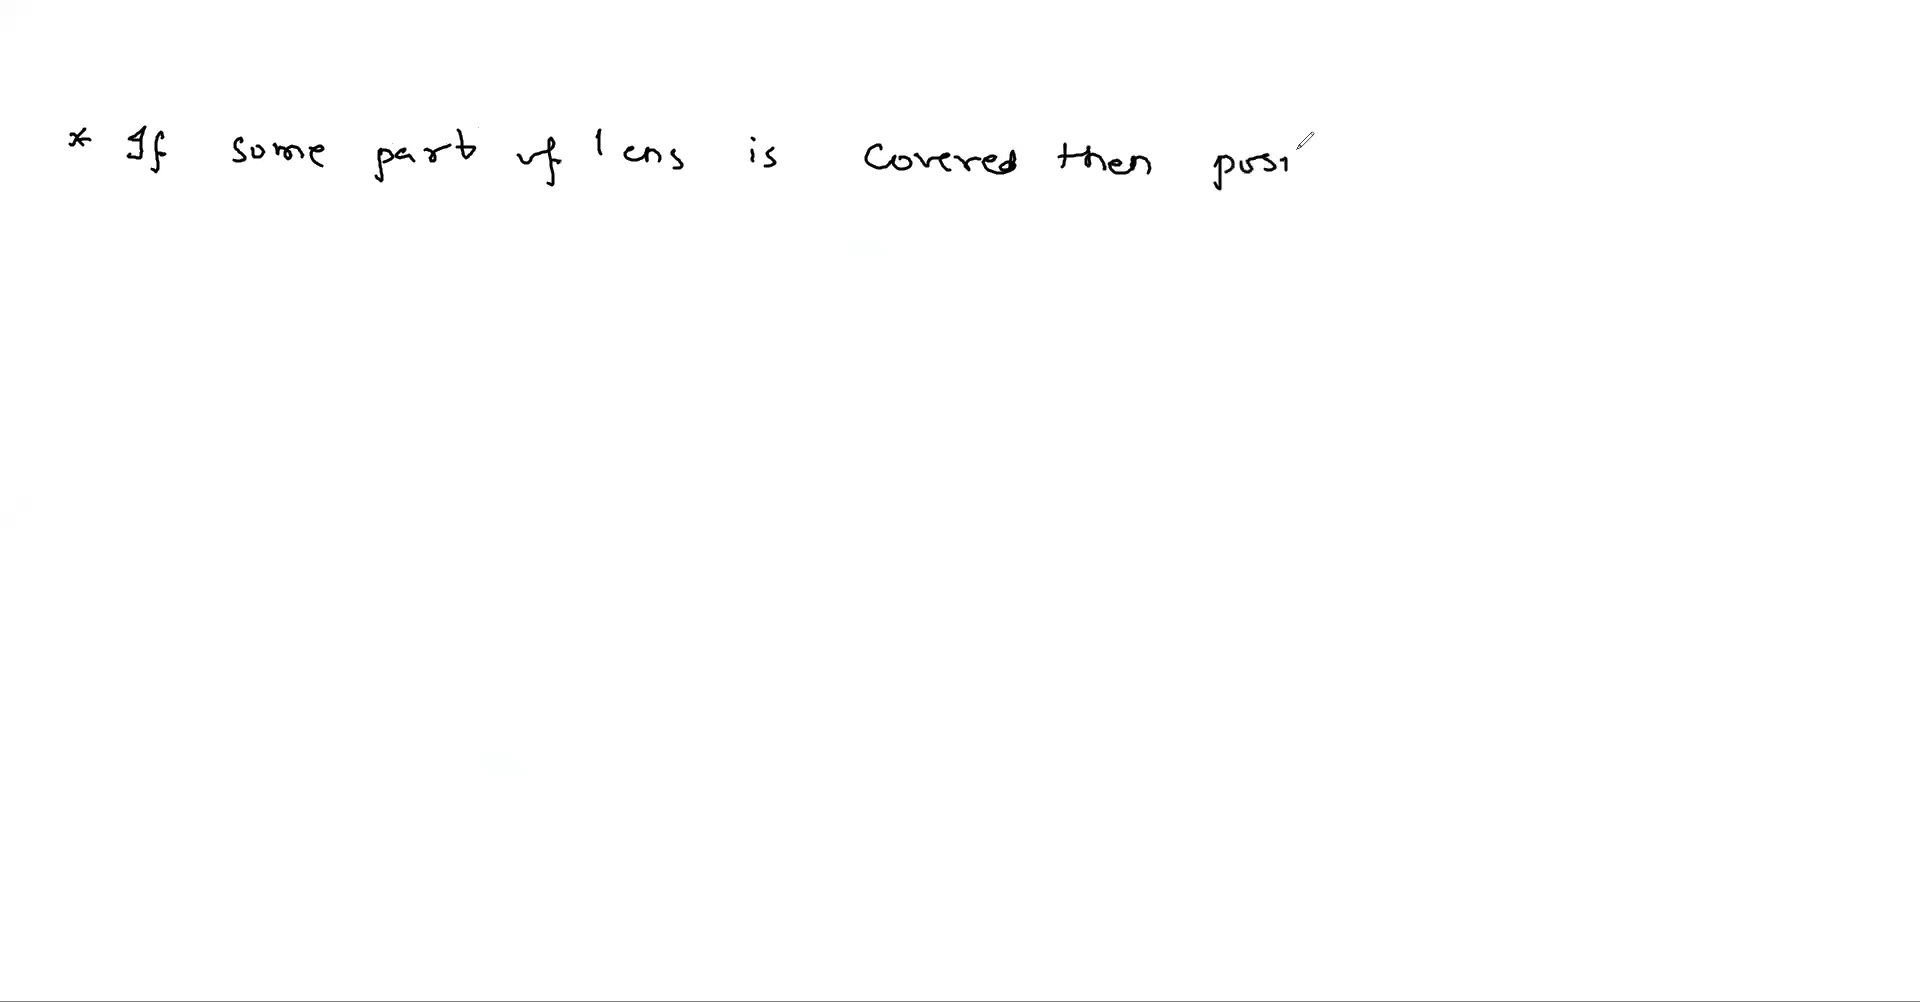 * If some part of lens is covered then posi